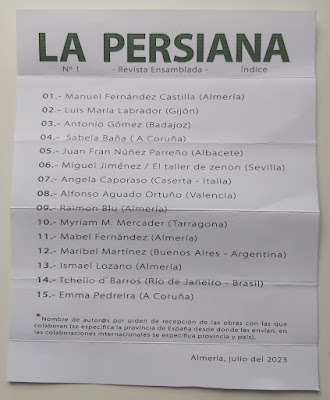 LA PERSIANA
Nº 1 - Revista Ensamblada - Índice
01.- Manuel Fernández Castilla (Almería)
02.- Luis María Labrador (Gijón)
03.- Antonio Gómez (Badajoz)
04.- Sabela Baña ( A Coruña)
05.- Juan Fran Núñez Parreño (Albacete)
06.- Miguel Jiménez / El taller de zenon (Sevilla)
07.- Angela Caporaso (Caserta - Italia)
08.- Alfonso Aguado Ortuño (Valencia)
09.- Raimon Blu (Almería)
10.- Myriam M. Mercader (Tarragona)
11.- Mabel Fernández (Almería)
12.- Maribel Martínez (Buenos Aires - Argentina)
13.- Ismael Lozano (Almería)
14.- Tchello d´Barros (Río de Janeiro - Brasil)
15.- Emma Pedreira (A Coruña)
* Nombre de autor@s por orden de recepción de las obras con las que
colaboran (se especifica la provincia de España desde donde las envían, en
las colaboraciones internacionales se especifica provincia y país).
Almería, julio del 2023